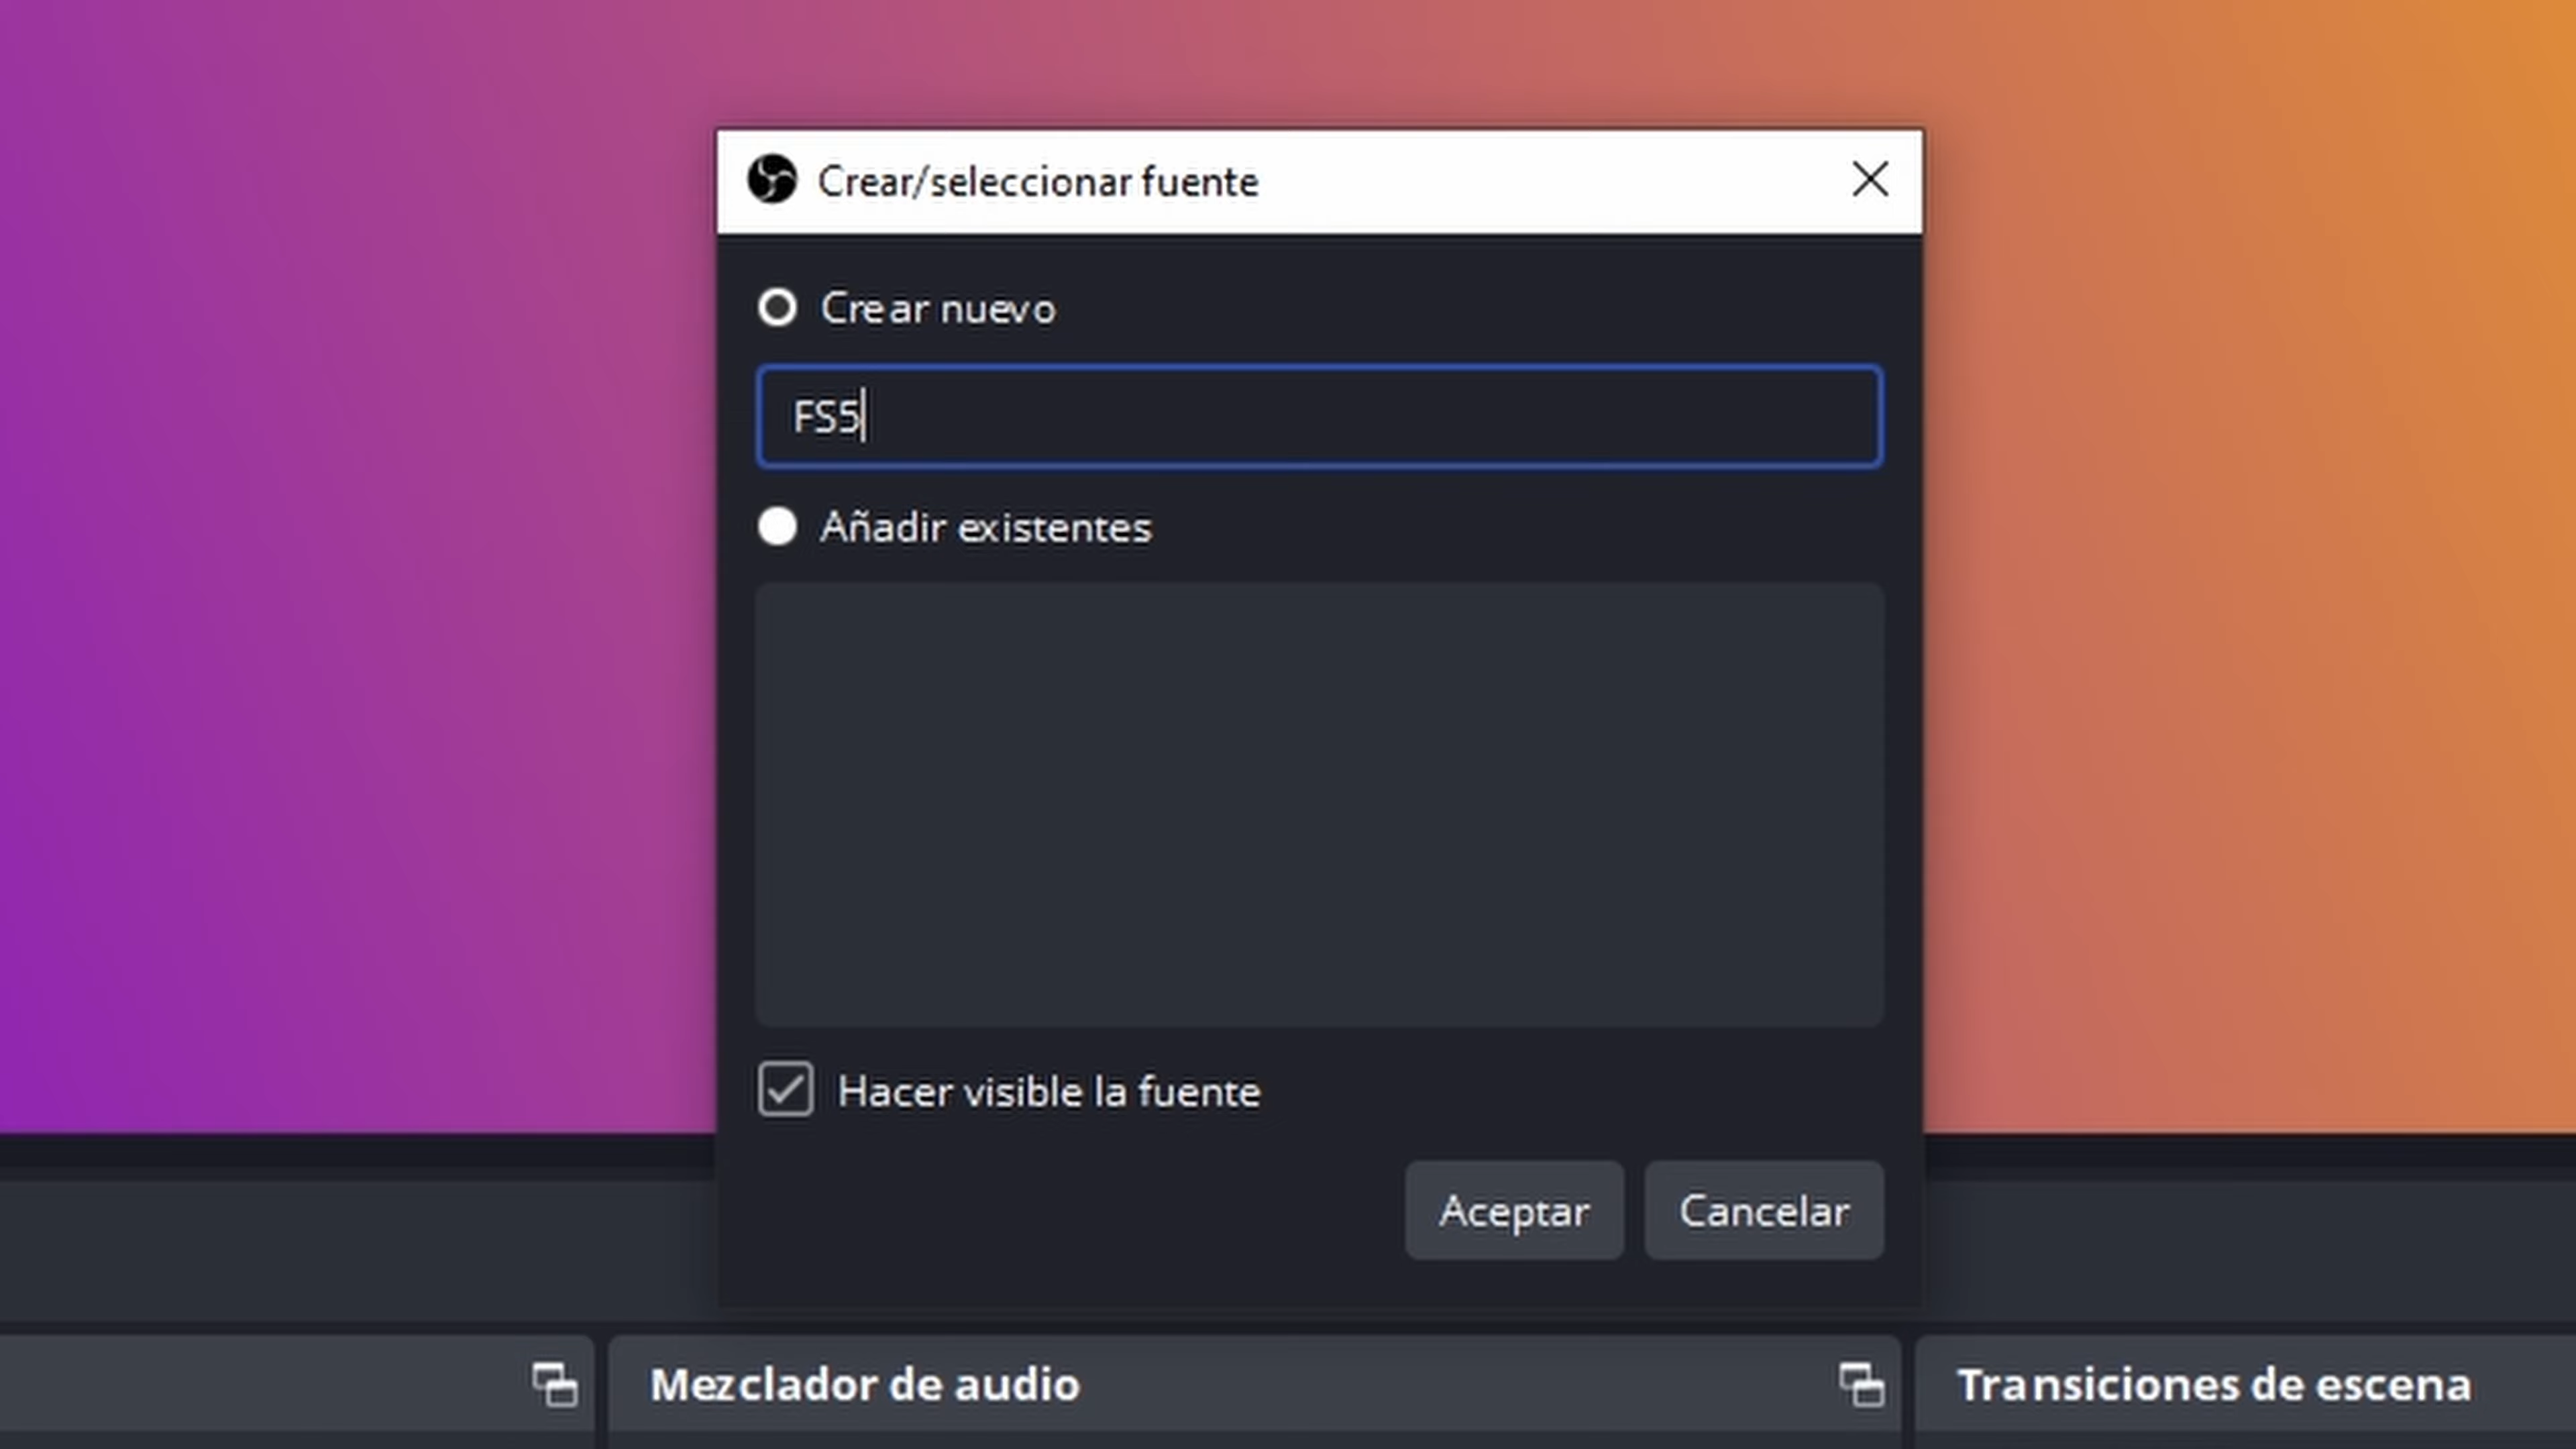 Crear/seleccionar fuente
Crear nuevo
FS5
Añadir existentes
Hacer visible la fuente
Aceptar
Cancelar
Mezclador de audio
Transiciones de escena